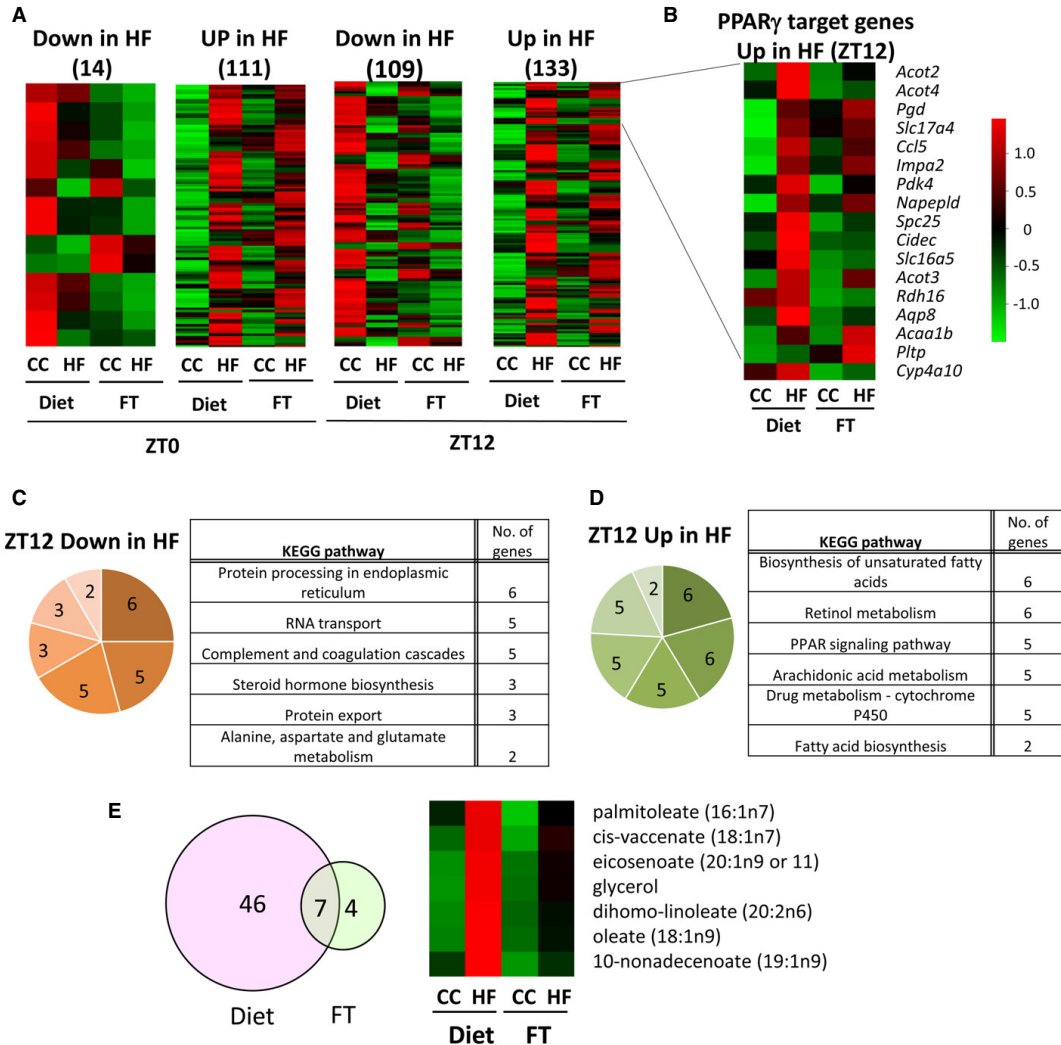 A
Down in HF
(14)
UP in HF
(111)
Down in HF
(109)
Up in HF
(133)
CC HF CC HF
Diet FT
CC HF CC HF
Diet FT
ZT0
CC HF CC HF
Diet FT
CC HF CC HF
Diet FT
ZT12
B
PPARγ target genes
Up in HF (ZT12)
Acot2
Acot4
Pgd
Slc17a4
Ccl5
Impa2
Pdk4
Napepld
Spc25
Cidec
Slc16a5
Acot3
Rdh16
Aqp8
Acaa1b
Pltp
Cyp4a10
1.0
0.5
0
-0.5
-1.0
CC HF CC HF
Diet FT
C
ZT12 Down in HF
6
5
5
3
3
2
KEGG pathway
No. of
genes
Protein processing in endoplasmic
reticulum
6
RNA transport
5
Complement and coagulation cascades
5
Steroid hormone biosynthesis
3
Protein export
3
Alanine, aspartate and glutamate
metabolism
2
D
ZT12 Up in HF
6
6
5
5
5
2
KEGG pathway
No. of
genes
Biosynthesis of unsaturated fatty
acids
6
Retinol metabolism
6
PPAR signaling pathway
5
Arachidonic acid metabolism
5
Drug metabolism - cytochrome
P450
5
Fatty acid biosynthesis
2
E
46
7
4
Diet
FT
palmitoleate (16:1n7)
cis-vaccenate (18:1n7)
eicosenoate (20:1n9 or 11)
glycerol
dihomo-linoleate (20:2n6)
oleate (18:1n9)
10-nonadecenoate (19:1n9)
CC HF CC HF
Diet FT